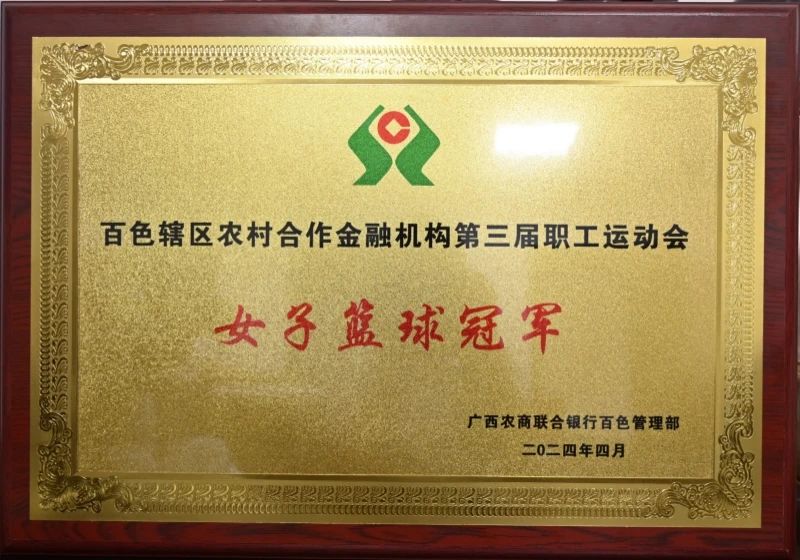 百色辖区农村合作金融机构第三届职工运动会
女子篮球冠军
广西农商联合银行百色管理部
二〇二四年四月